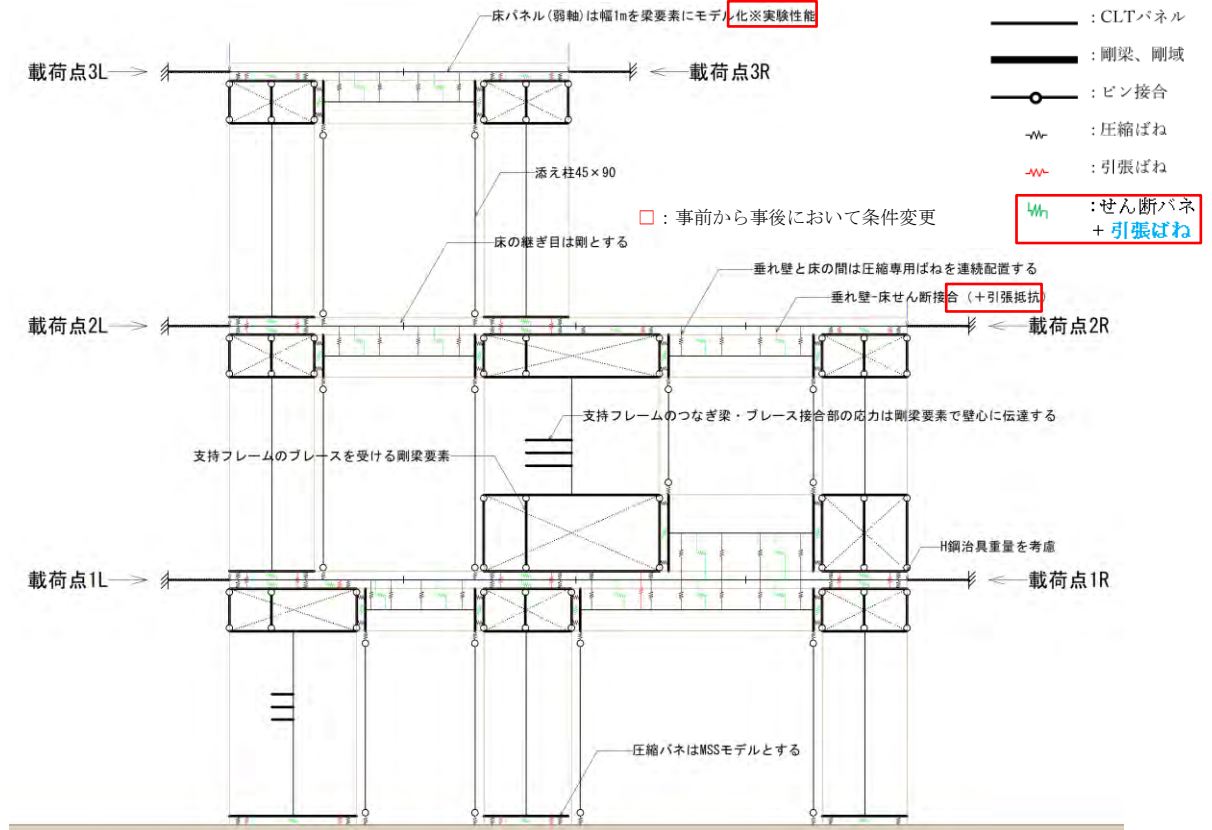 床パネル(弱軸)は幅1mを梁要素にモデル化※実験性能
: CLTパネル
載荷点3L
載荷点3R
: 剛梁、剛域
: ピン接合
: 圧縮ばね
添え柱45×90
: 引張ばね
□:事前から事後において条件変更
:せん断バネ
+ 引張ばね
床の継ぎ目は剛とする
垂れ壁と床の間は圧縮専用ばねを連続配置する
垂れ壁-床せん断接合 (+引張抵抗)
載荷点2L
載荷点2R
支持フレームのつなぎ梁・ブレース接合部の応力は剛梁要素で壁心に伝達する
支持フレームのブレースを受ける剛梁要素
H鋼治具重量を考慮
載荷点1L
載荷点1R
圧縮バネはMSSモデルとする